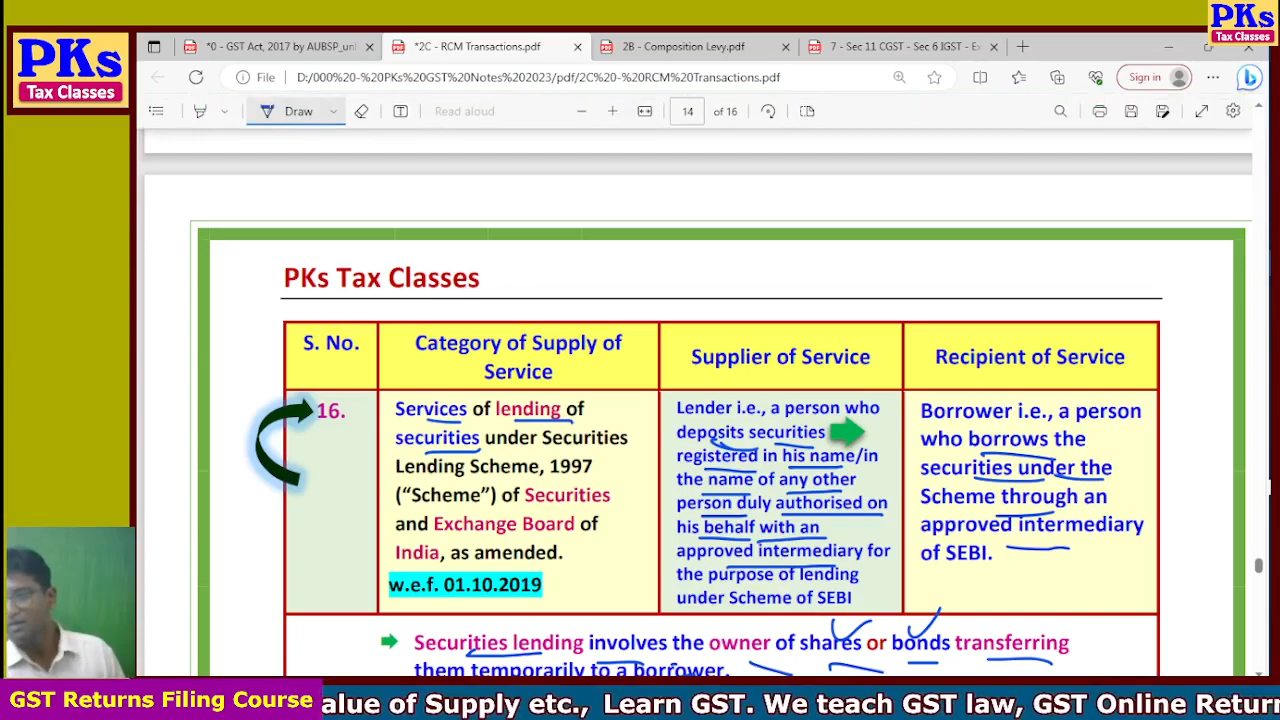 PKs
Tax Classes
PKs
Tax Classes
*0 - GST Act, 2017 by AUBSP_unl
*2C - RCM Transactions.pdf
2B - Composition Levy.pdf
7 - Sec 11 CGST - Sec 6 IGST - Ex
File
D:/000%20-%20PKs%20GST%20Notes%202023/pdf/2C%20-%20RCM%20Transactions.pdf
Sign in
Draw
Read aloud
14 of 16
PKs Tax Classes
S. No.
Category of Supply of
Service
Supplier of Service
Recipient of Service
16.
Services of lending of
securities under Securities
Lending Scheme, 1997
(“Scheme”) of Securities
and Exchange Board of
India, as amended.
w.e.f. 01.10.2019
Lender i.e., a person who
deposits securities
registered in his name/in
the name of any other
person duly authorised on
his behalf with an
approved intermediary for
the purpose of lending
under Scheme of SEBI
Borrower i.e., a person
who borrows the
securities under the
Scheme through an
approved intermediary
of SEBI.
Securities lending involves the owner of shares or bonds transferring
them temporarily to a borrower.
GST Returns Filing Course
alue of Supply etc., Learn GST. We teach GST law, GST Online Retur